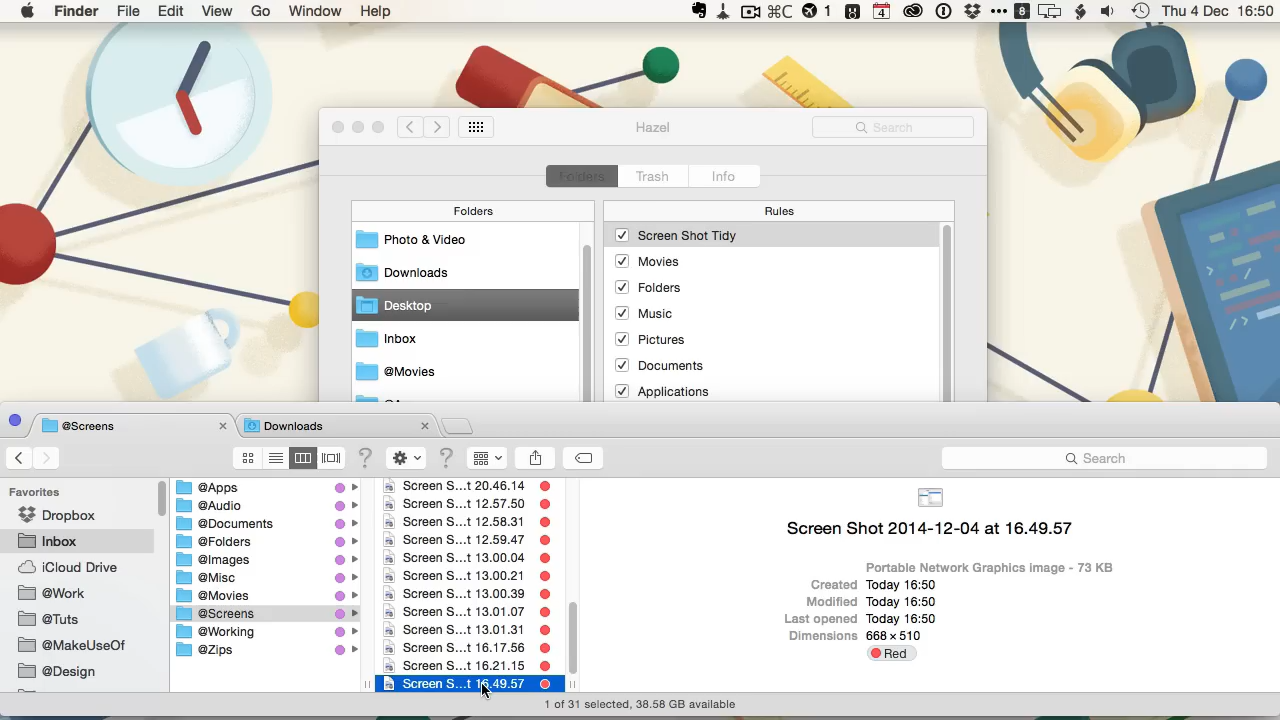 Finder File Edit View Go Window Help ⌘C 1 8 4 8 Thu 4 Dec 16:50
Hazel
Search
Folders Trash Info
Folders
Rules
Photo & Video
Downloads
Desktop
Inbox
@Movies
Screen Shot Tidy
Movies
Folders
Music
Pictures
Documents
Applications
@Screens
Downloads
Search
Favorites
Dropbox
Inbox
iCloud Drive
@Work
@Tuts
@MakeUseOf
@Design
@Apps
@Audio
@Documents
@Folders
@Images
@Misc
@Movies
@Screens
@Working
@Zips
Screen S...t 20.46.14
Screen S...t 12.57.50
Screen S...t 12.58.31
Screen S...t 12.59.47
Screen S...t 13.00.04
Screen S...t 13.00.21
Screen S...t 13.00.39
Screen S...t 13.01.07
Screen S...t 13.01.31
Screen S...t 16.17.56
Screen S...t 16.21.15
Screen S...t 16.49.57
Screen Shot 2014-12-04 at 16.49.57
Portable Network Graphics image - 73 KB
Created Today 16:50
Modified Today 16:50
Last opened Today 16:50
Dimensions 668 × 510
Red
1 of 31 selected, 38.58 GB available